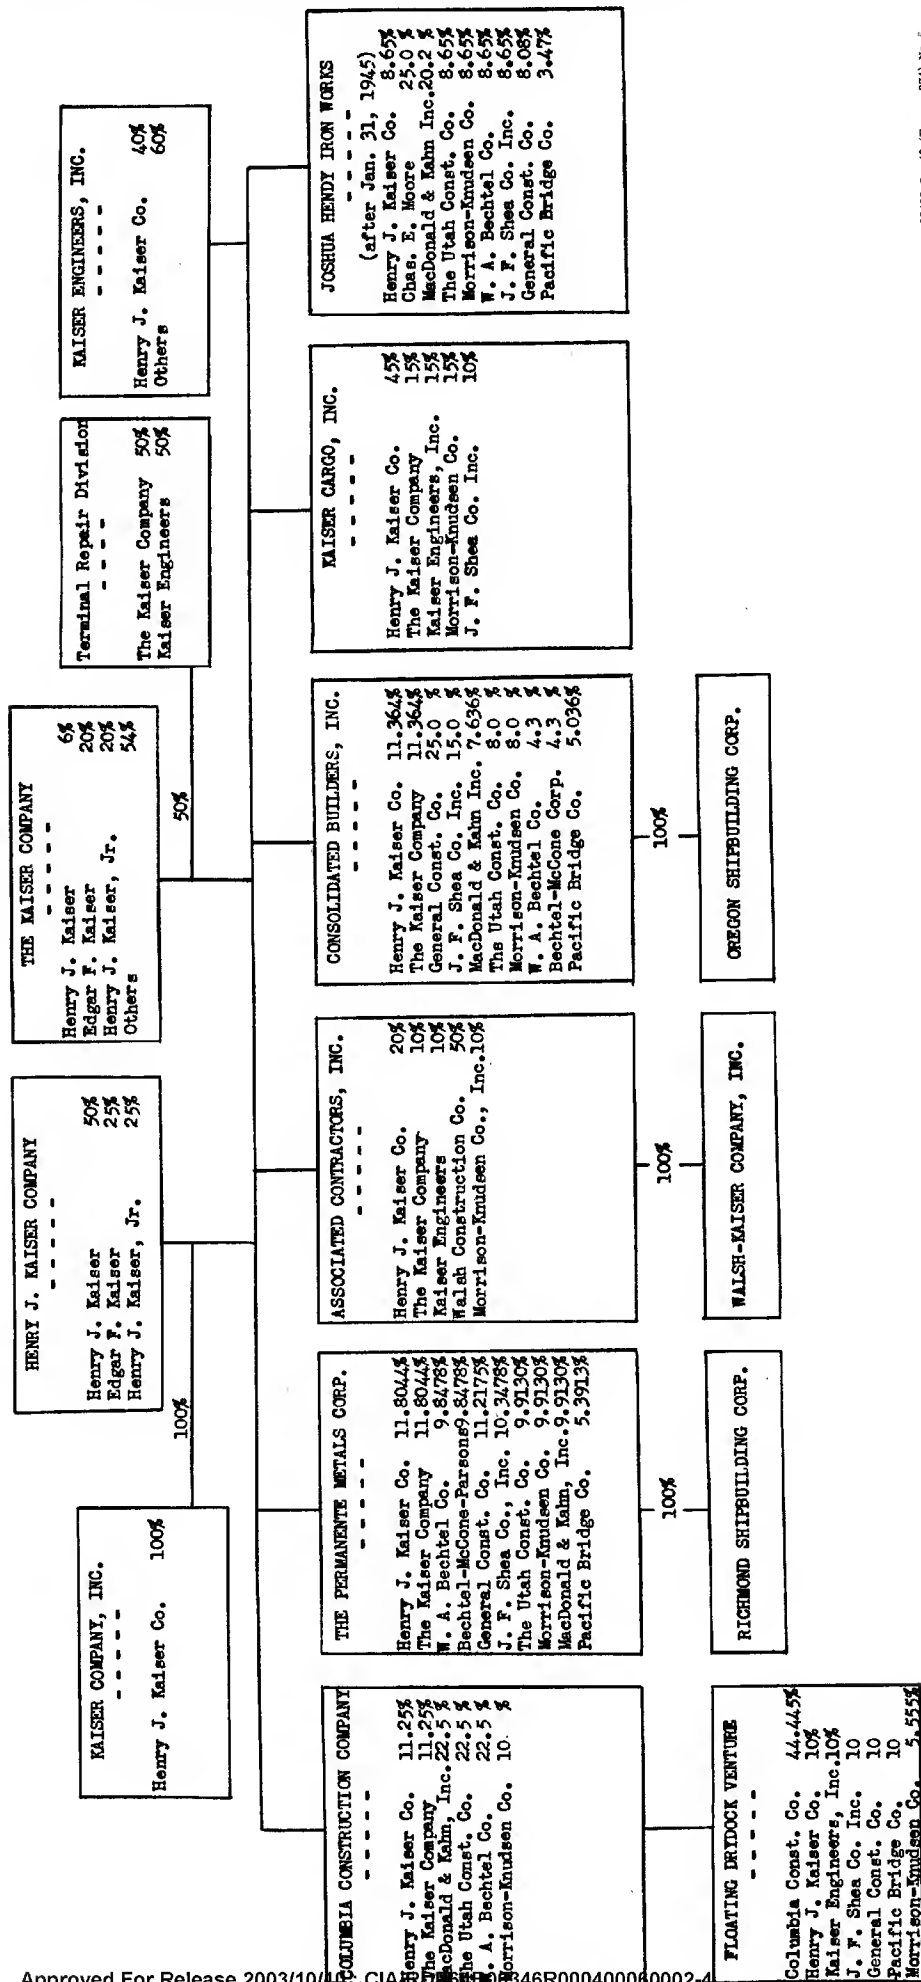 KAISER COMPANY, INC.
- - - - -
Henry J. Kaiser Co. 100%
100%
HENRY J. KAISER COMPANY
- - - - -
Henry J. Kaiser 50%
Edgar F. Kaiser 25%
Henry J. Kaiser, Jr. 25%
THE KAISER COMPANY
- - - - -
Henry J. Kaiser 6%
Edgar F. Kaiser 20%
Henry J. Kaiser, Jr. 20%
Others 54%
50%
Terminal Repair Division
- - - -
The Kaiser Company 50%
Kaiser Engineers 50%
KAISER ENGINEERS, INC.
- - - -
Henry J. Kaiser Co. 40%
Others 60%
COLUMBIA CONSTRUCTION COMPANY
- - - - -
Henry J. Kaiser Co. 11.25%
The Kaiser Company 11.25%
MacDonald & Kahn, Inc. 22.5 %
The Utah Const. Co. 22.5 %
W. A. Bechtel Co. 22.5 %
Morrison-Knudsen Co. 10. %
THE PERMANENTE METALS CORP.
- - - - -
Henry J. Kaiser Co. 11.8044%
The Kaiser Company 11.8044%
W. A. Bechtel Co. 9.8478%
Bechtel-McCone-Parsons 9.8478%
General Const. Co. 11.2175%
J. F. Shea Co., Inc. 10.3478%
The Utah Const. Co. 9.9130%
Morrison-Knudsen Co. 9.9130%
MacDonald & Kahn, Inc. 9.9130%
Pacific Bridge Co. 5.3913%
ASSOCIATED CONTRACTORS, INC.
- - - - -
Henry J. Kaiser Co. 20%
The Kaiser Company 10%
Kaiser Engineers 10%
Walsh Construction Co. 50%
Morrison-Knudsen Co., Inc. 10%
CONSOLIDATED BUILDERS, INC.
- - - - -
Henry J. Kaiser Co. 11.364%
The Kaiser Company 11.364%
General Const. Co. 25.0 %
J. F. Shea Co. Inc. 15.0 %
MacDonald & Kahn Inc. 7.636%
The Utah Const. Co. 8.0 %
Morrison-Knudsen Co. 8.0 %
W. A. Bechtel Co. 4.3 %
Bechtel-McCone Corp. 4.3 %
Pacific Bridge Co. 5.036%
KAISER CARGO, INC.
- - - -
Henry J. Kaiser Co. 45%
The Kaiser Company 15%
Kaiser Engineers, Inc. 15%
Morrison-Knudsen Co. 15%
J. F. Shea Co. Inc. 10%
JOSHUA HENDY IRON WORKS
- - - - -
(after Jan. 31, 1945)
Henry J. Kaiser Co. 8.65%
Chas. E. Moore 25.0 %
MacDonald & Kahn Inc. 20.2 %
The Utah Const. Co. 8.65%
Morrison-Knudsen Co. 8.65%
W. A. Bechtel Co. 8.65%
J. F. Shea Co. Inc. 8.65%
General Const. Co. 8.08%
Pacific Bridge Co. 3.47%
100%
100%
100%
FLOATING DRYDOCK VENTURE
- - - -
Columbia Const. Co. 44.445%
Henry J. Kaiser Co. 10%
Kaiser Engineers, Inc. 10%
J. F. Shea Co. Inc. 10
General Const. Co. 10
Pacific Bridge Co. 10
Morrison-Knudsen Co. 5.555%
RICHMOND SHIPBUILDING CORP.
WALSH-KAISER COMPANY, INC.
OREGON SHIPBUILDING CORP.
Approved For Release 2003/10/